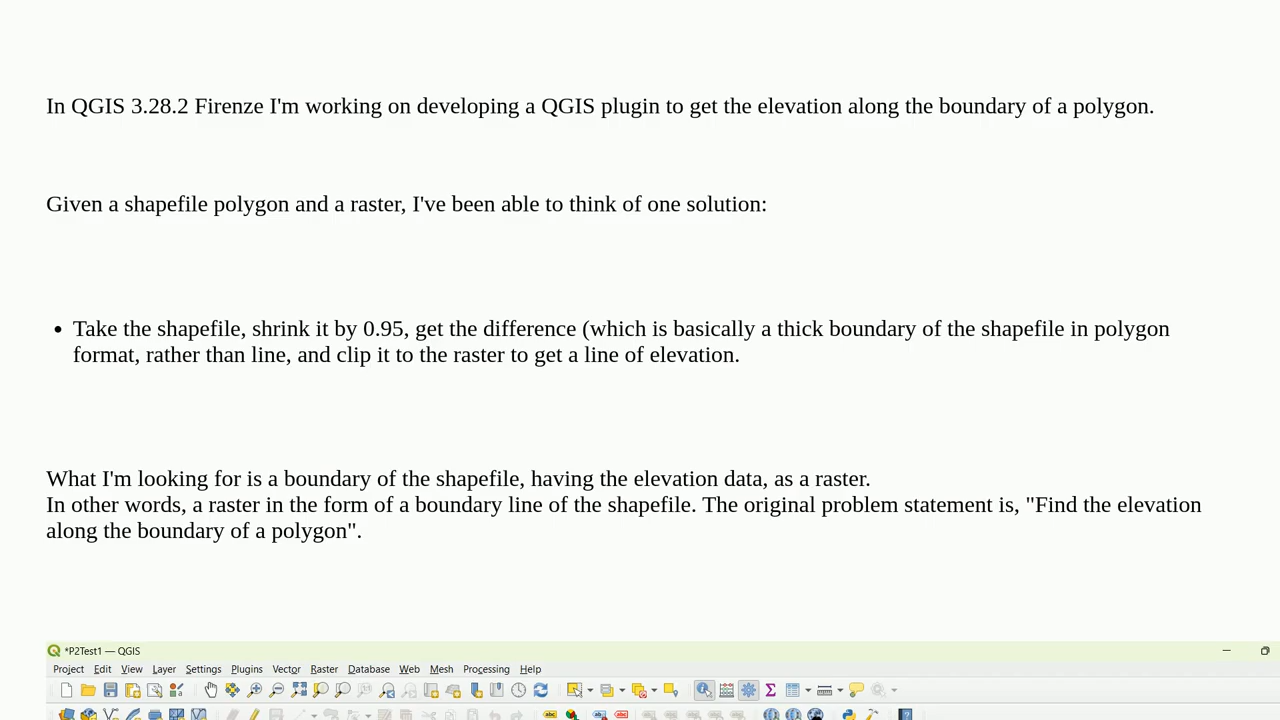 In QGIS 3.28.2 Firenze I'm working on developing a QGIS plugin to get the elevation along the boundary of a polygon.
Given a shapefile polygon and a raster, I've been able to think of one solution:
• Take the shapefile, shrink it by 0.95, get the difference (which is basically a thick boundary of the shapefile in polygon
format, rather than line, and clip it to the raster to get a line of elevation.
What I'm looking for is a boundary of the shapefile, having the elevation data, as a raster.
In other words, a raster in the form of a boundary line of the shapefile. The original problem statement is, "Find the elevation
along the boundary of a polygon".
*P2Test1 — QGIS
Project Edit View Layer Settings Plugins Vector Raster Database Web Mesh Processing Help